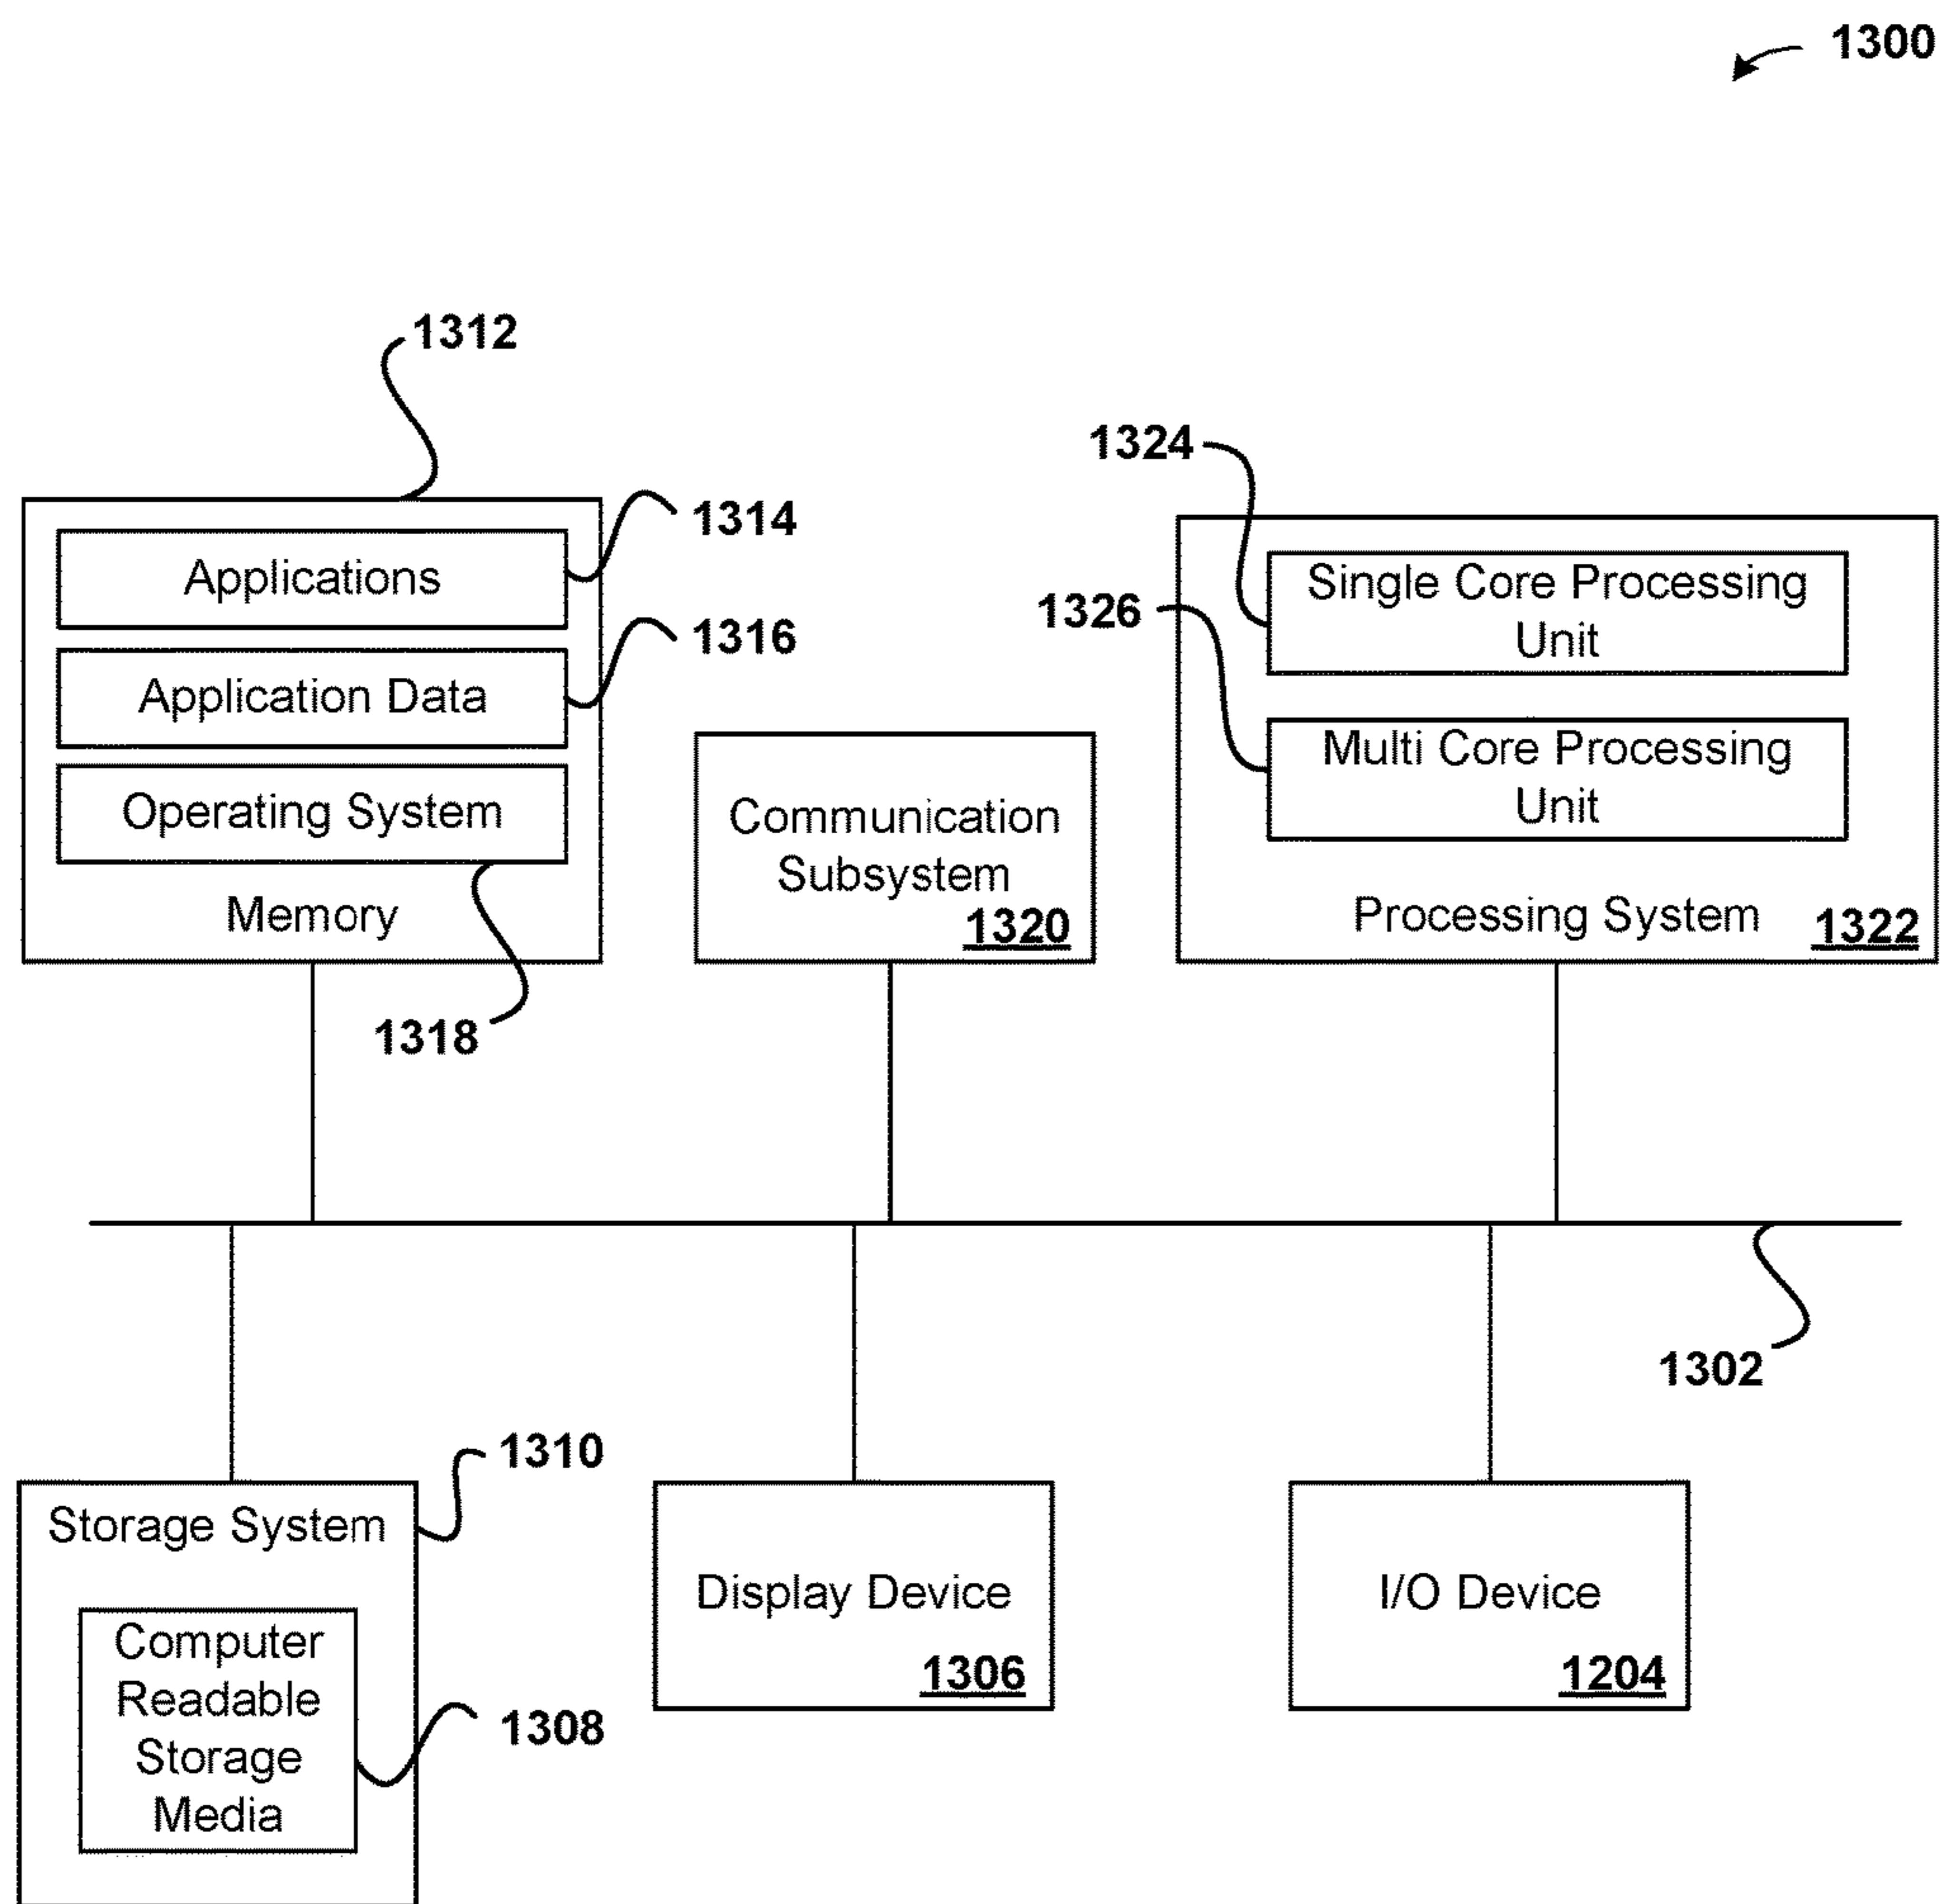 1300
1312
1324
1314
Applications
Single Core Processing
Unit
1326
1316
Application Data
Multi Core Processing
Unit
Operating System
Communication
Subsystem
1320
Memory
Processing System
1322
1318
1302
1310
Storage System
Display Device
1306
I/O Device
1204
Computer
Readable
Storage
Media
1308